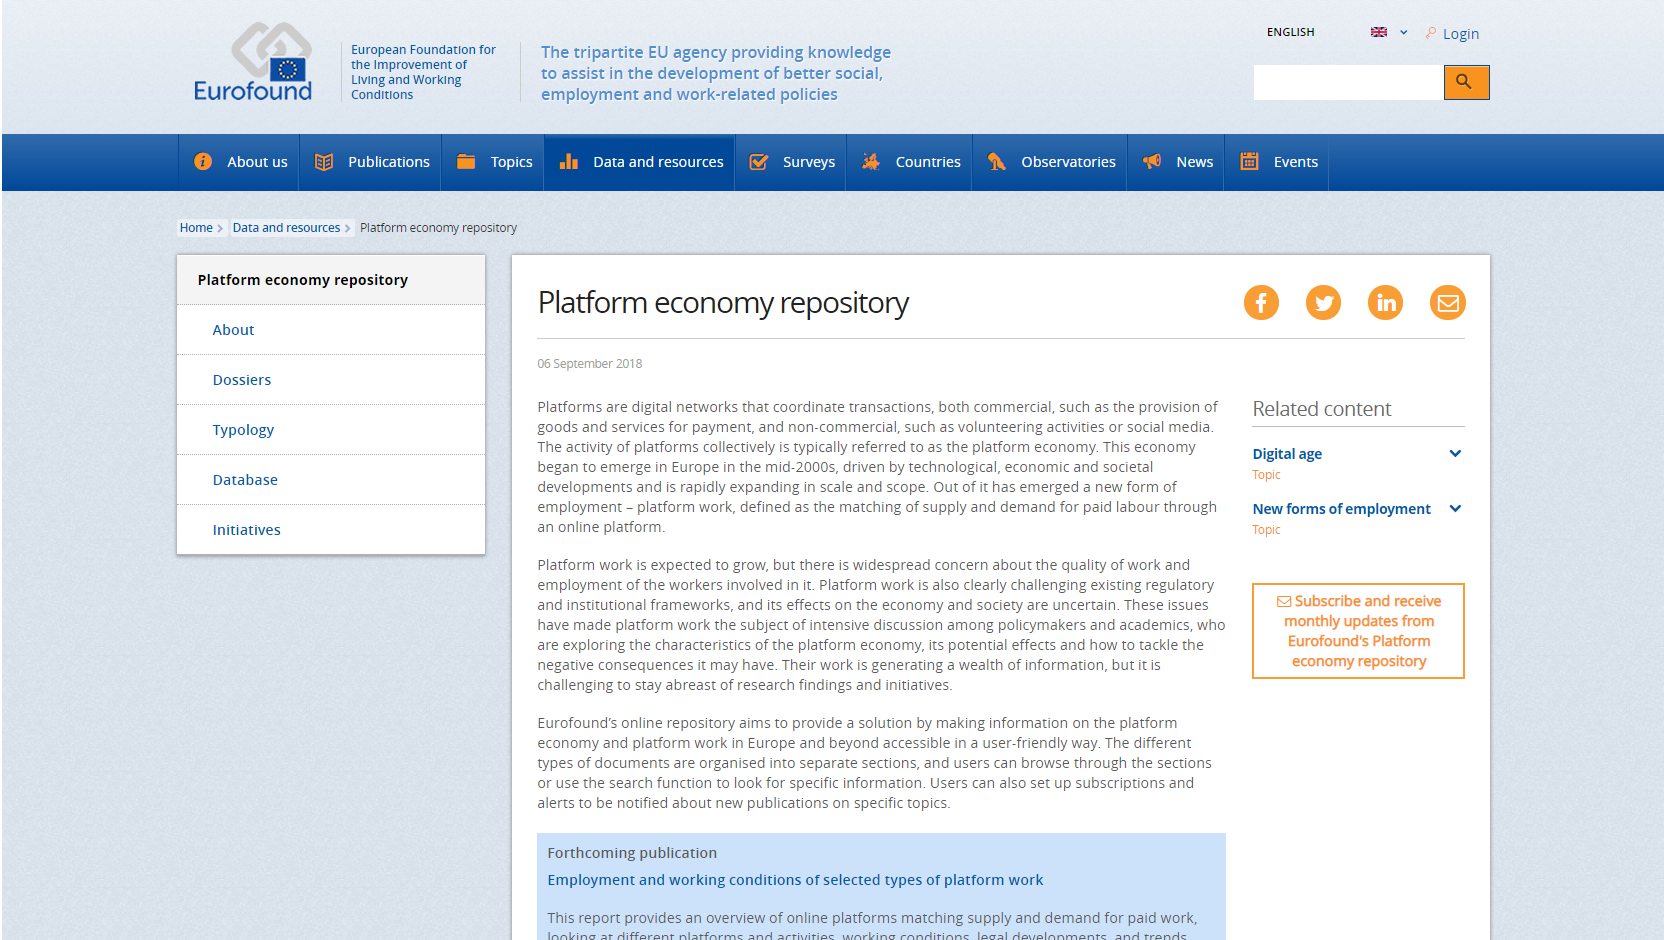 Eurofound
European Foundation for
the Improvement of
Living and Working
Conditions
The tripartite EU agency providing knowledge
to assist in the development of better social,
employment and work-related policies
ENGLISH
Login
About us
Publications
Topics
Data and resources
Surveys
Countries
Observatories
News
Events
Home
Data and resources
Platform economy repository
Platform economy repository
About
Dossiers
Typology
Database
Initiatives
Platform economy repository
06 September 2018
Platforms are digital networks that coordinate transactions, both commercial, such as the provision of
goods and services for payment, and non-commercial, such as volunteering activities or social media.
The activity of platforms collectively is typically referred to as the platform economy. This economy
began to emerge in Europe in the mid-2000s, driven by technological, economic and societal
developments and is rapidly expanding in scale and scope. Out of it has emerged a new form of
employment – platform work, defined as the matching of supply and demand for paid labour through
an online platform.
Platform work is expected to grow, but there is widespread concern about the quality of work and
employment of the workers involved in it. Platform work is also clearly challenging existing regulatory
and institutional frameworks, and its effects on the economy and society are uncertain. These issues
have made platform work the subject of intensive discussion among policymakers and academics, who
are exploring the characteristics of the platform economy, its potential effects and how to tackle the
negative consequences it may have. Their work is generating a wealth of information, but it is
challenging to stay abreast of research findings and initiatives.
Eurofound’s online repository aims to provide a solution by making information on the platform
economy and platform work in Europe and beyond accessible in a user-friendly way. The different
types of documents are organised into separate sections, and users can browse through the sections
or use the search function to look for specific information. Users can also set up subscriptions and
alerts to be notified about new publications on specific topics.
Forthcoming publication
Employment and working conditions of selected types of platform work
This report provides an overview of online platforms matching supply and demand for paid work,
looking at different platforms and activities, working conditions, legal developments, and trends
Related content
Digital age
Topic
New forms of employment
Topic
Subscribe and receive
monthly updates from
Eurofound's Platform
economy repository